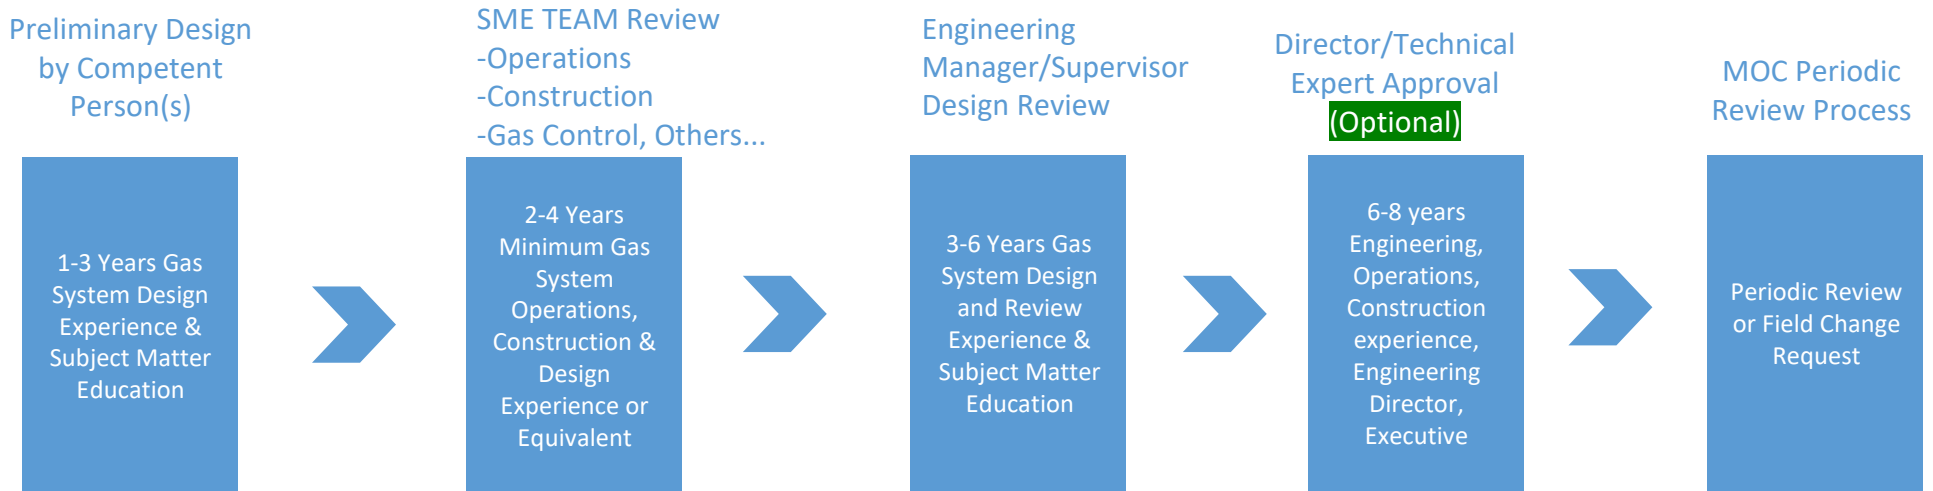 Preliminary Design
by Competent
Person(s)
1-3 Years Gas
System Design
Experience &
Subject Matter
Education
SME TEAM Review
-Operations
-Construction
-Gas Control, Others...
2-4 Years
Minimum Gas
System
Operations,
Construction &
Design
Experience or
Equivalent
Engineering
Manager/Supervisor
Design Review
3-6 Years Gas
System Design
and Review
Experience &
Subject Matter
Education
Director/Technical
Expert Approval
(Optional)
6-8 years
Engineering,
Operations,
Construction
experience,
Engineering
Director,
Executive
MOC Periodic
Review Process
Periodic Review
or Field Change
Request